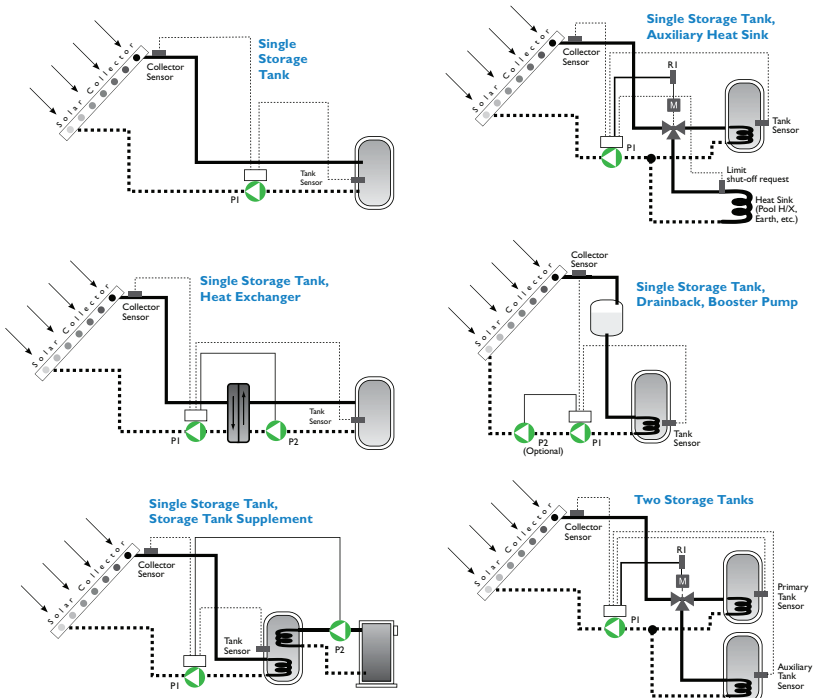 Single
Storage
Tank
Solar Collector
Collector
Sensor
Tank
Sensor
P1
Single Storage Tank,
Auxiliary Heat Sink
Solar Collector
Collector
Sensor
R1
M
Tank
Sensor
P1
Limit
shut-off request
Heat Sink
(Pool H/X,
Earth, etc.)
Single Storage Tank,
Heat Exchanger
Solar Collector
Collector
Sensor
Tank
Sensor
P1
P2
Single Storage Tank,
Drainback, Booster Pump
Collector
Sensor
Solar Collector
P2
(Optional)
P1
Tank
Sensor
Single Storage Tank,
Storage Tank Supplement
Solar Collector
Collector
Sensor
Tank
Sensor
P2
P1
Two Storage Tanks
Solar Collector
Collector
Sensor
R1
M
Primary
Tank
Sensor
P1
Auxiliary
Tank
Sensor